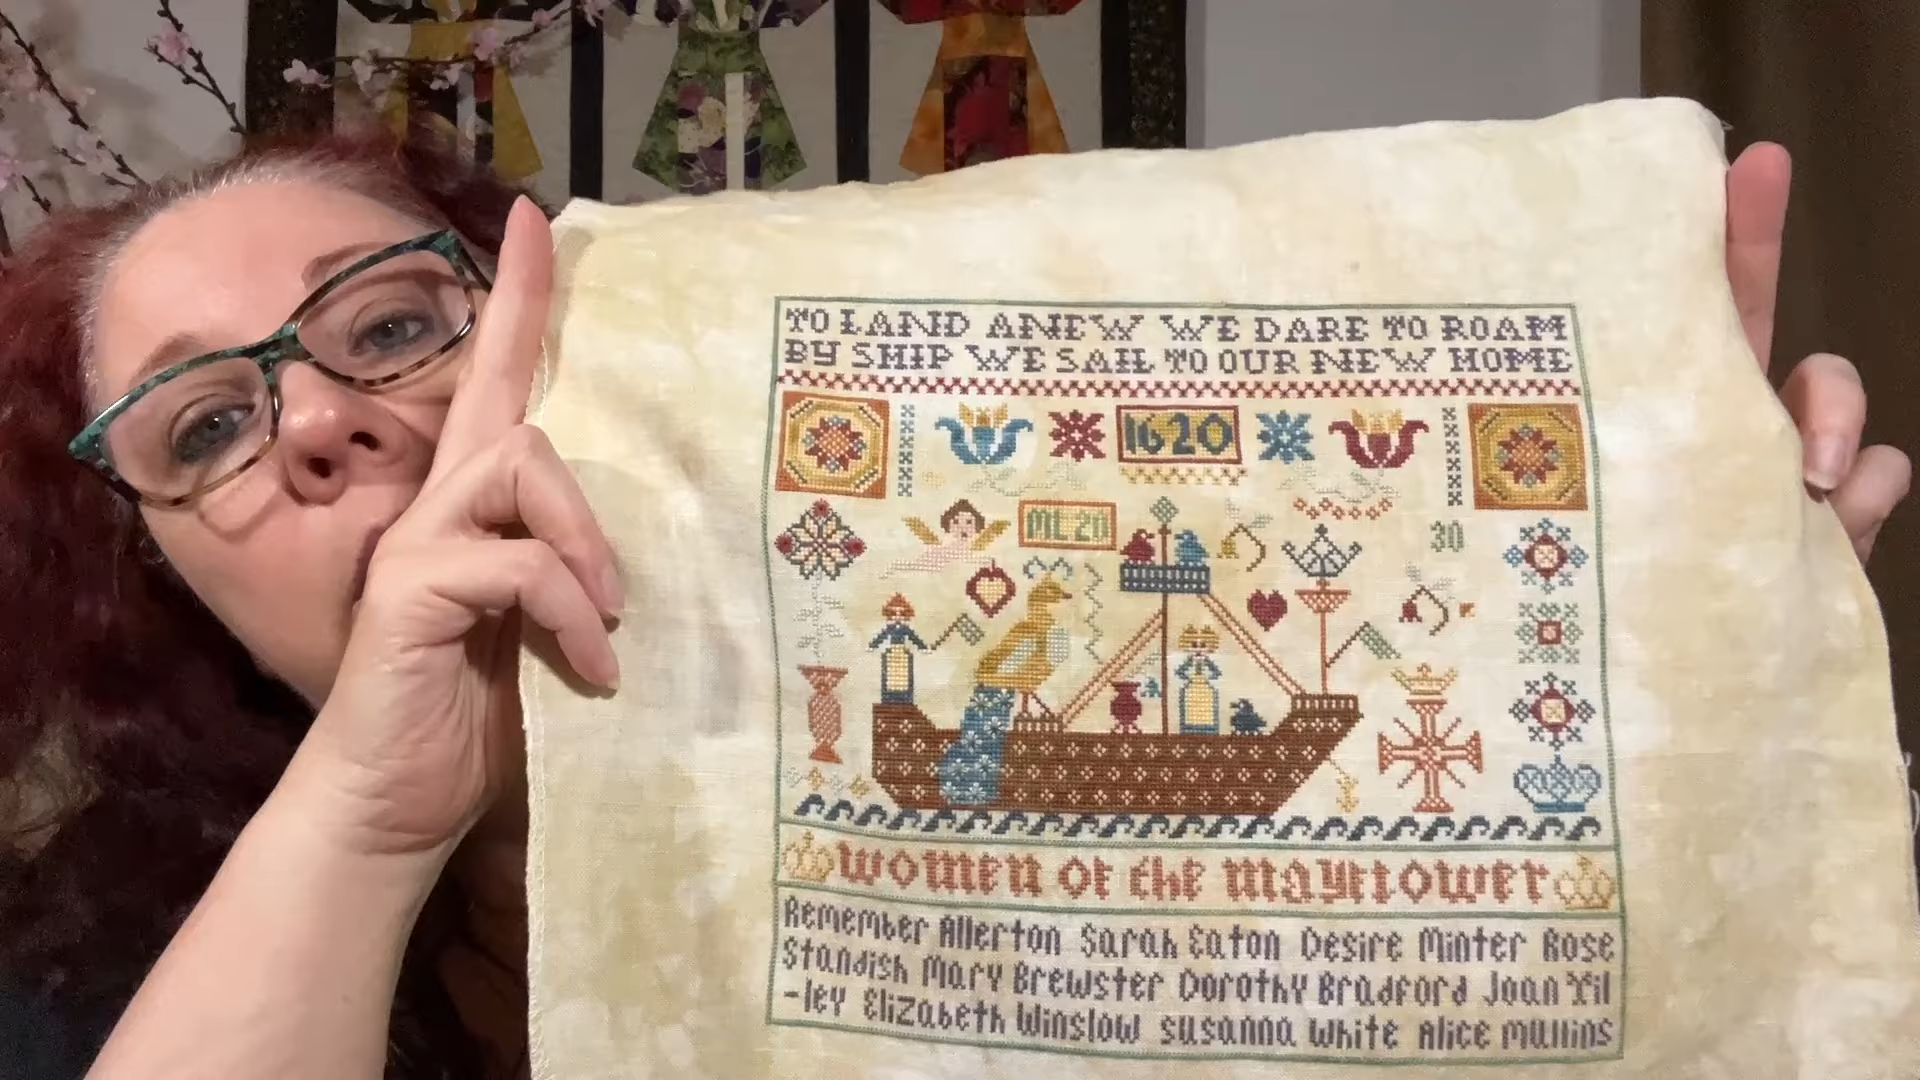 TO LAND ANEW WE DARE TO ROAM
BY SHIP WE SAIL TO OUR NEW HOME
1620
ML 20
30
women of the mayflower
Remember Allerton Sarah Eaton Desire Minter Rose
Standish Mary Brewster Dorothy Bradford Joan Til
-ley Elizabeth Winslow Susanna White Alice Mullins